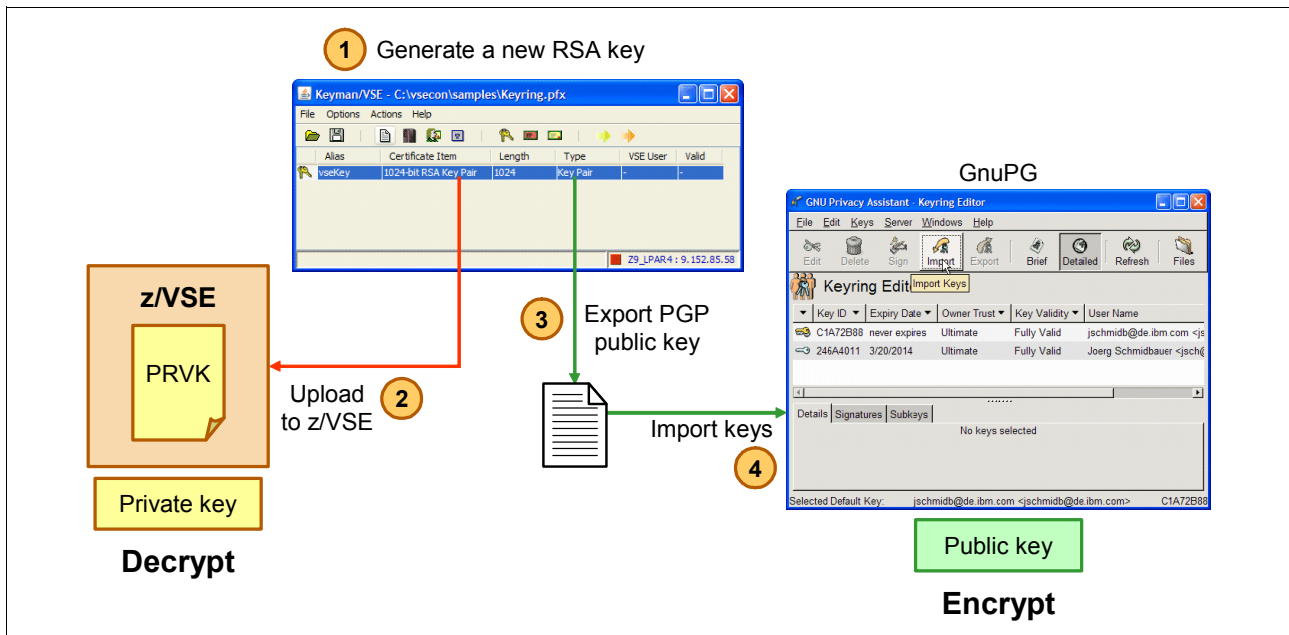 1 Generate a new RSA key
Keyman/VSE - C:\vsecon\samples\Keyring.pfx
File Options Actions Help
Alias Certificate Item Length Type VSE User Valid
vseKey 1024-bit RSA Key Pair 1024 Key Pair - -
Z9_LPAR4 : 9.152.85.58
GnuPG
GNU Privacy Assistant - Keyring Editor
File Edit Keys Server Windows Help
Edit Delete Sign Import Export Brief Detailed Refresh Files
Keyring Edit
Import Keys
Key ID Expiry Date Owner Trust Key Validity User Name
C1A72B88 never expires Ultimate Fully Valid jschmidb@de.ibm.com <js
246A4011 3/20/2014 Ultimate Fully Valid Joerg Schmidbauer <jsch@
Details Signatures Subkeys
No keys selected
Selected Default Key: jschmidb@de.ibm.com <jschmidb@de.ibm.com> C1A72B88
z/VSE
PRVK
Upload
to z/VSE
2
3
Export PGP
public key
Import keys
4
Private key
Decrypt
Public key
Encrypt